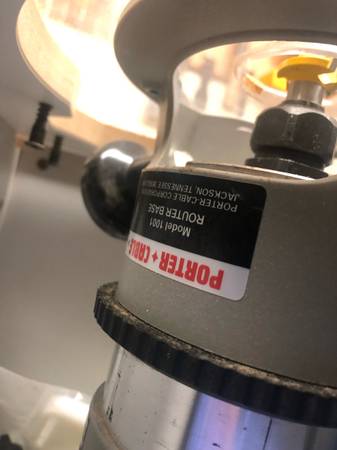 PORTER+CABLE
Model 1001
ROUTER BASE
PORTER-CABLE CORPORATION
JACKSON, TENNESSEE